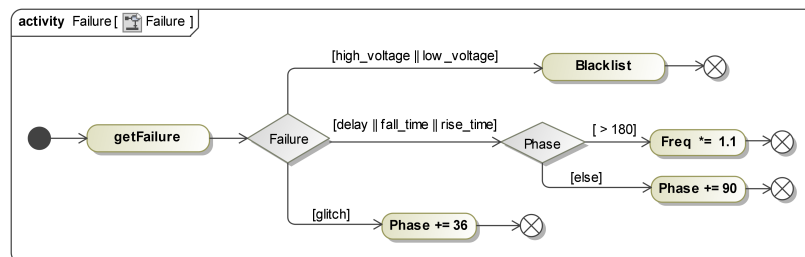 activity Failure [ Failure ]
[high_voltage || low_voltage]
Blacklist
getFailure
Failure
[delay || fall_time || rise_time]
Phase
[ > 180]
Freq *= 1.1
[else]
Phase += 90
[glitch]
Phase += 36